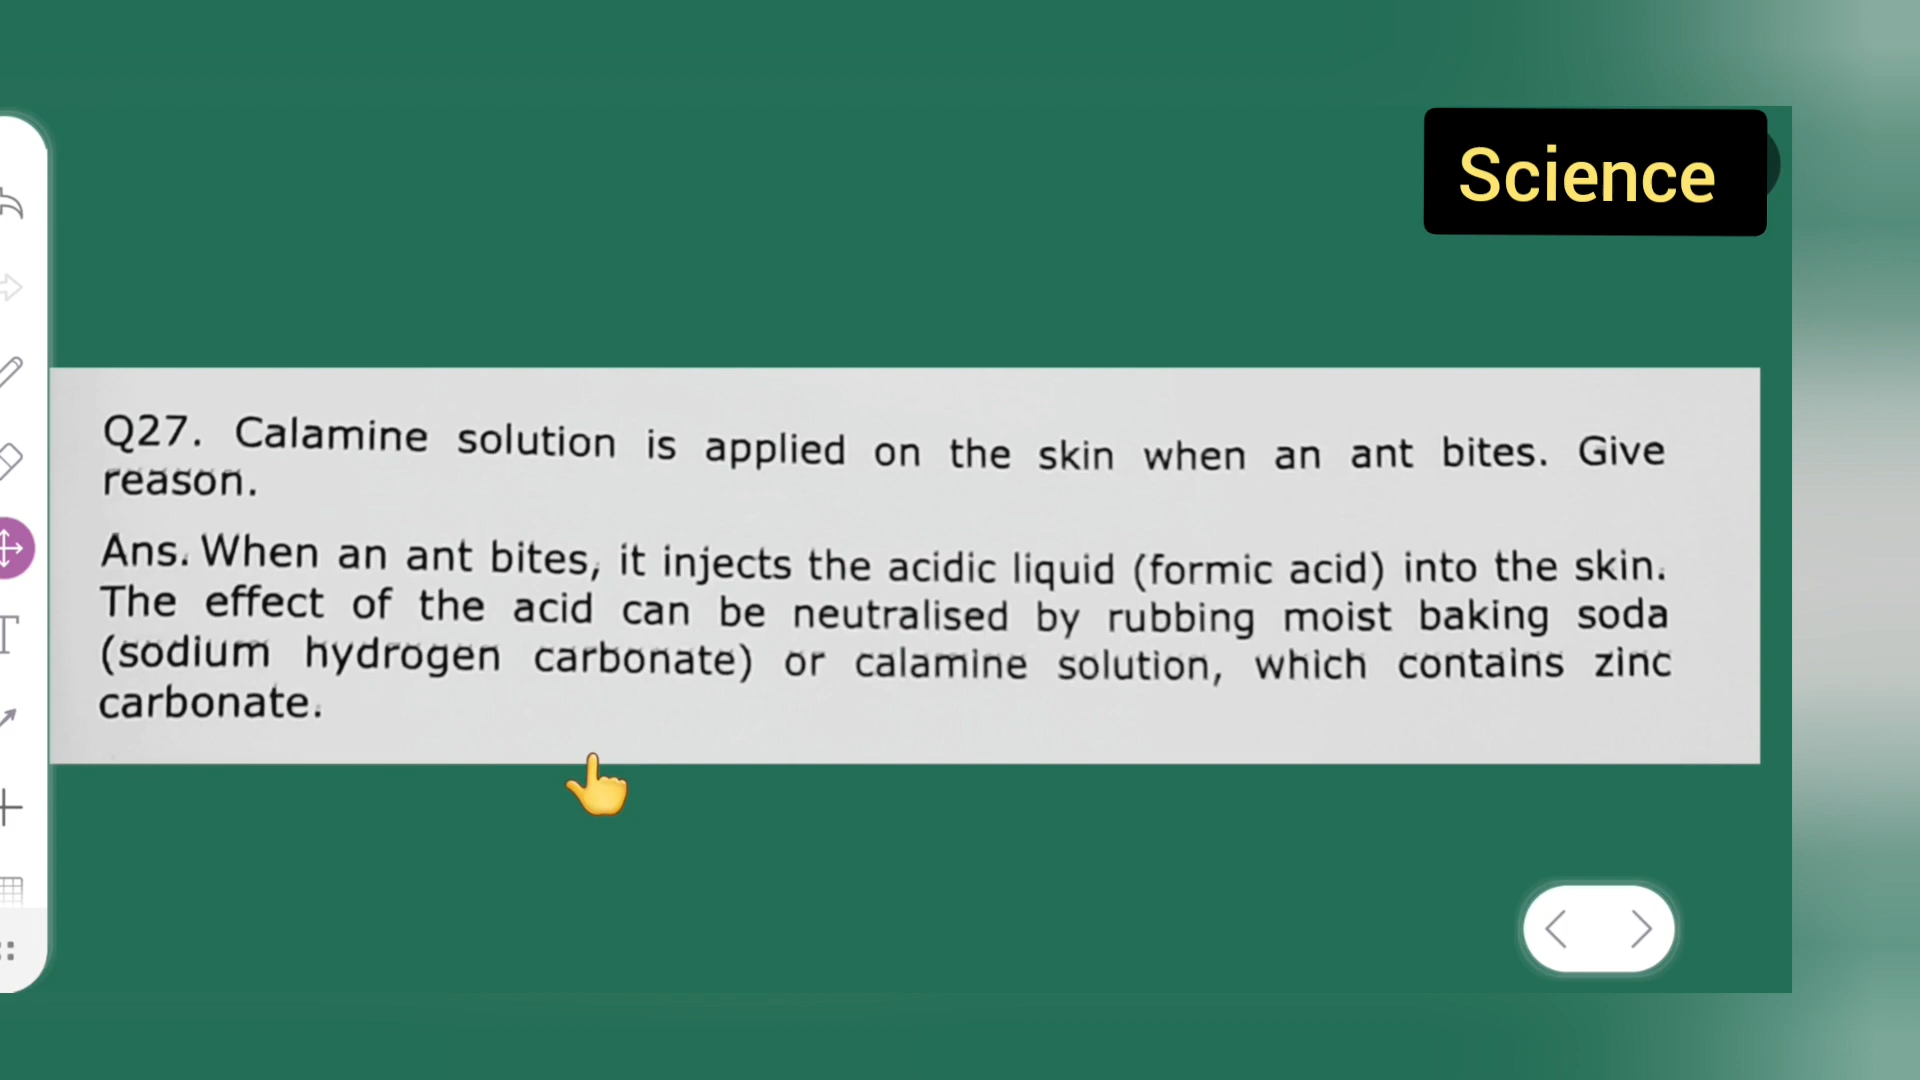 Science
Q27. Calamine solution is applied on the skin when an ant bites. Give
reason.
Ans. When an ant bites, it injects the acidic liquid (formic acid) into the skin.
The effect of the acid can be neutralised by rubbing moist baking soda
(sodium hydrogen carbonate) or calamine solution, which contains zinc
carbonate.